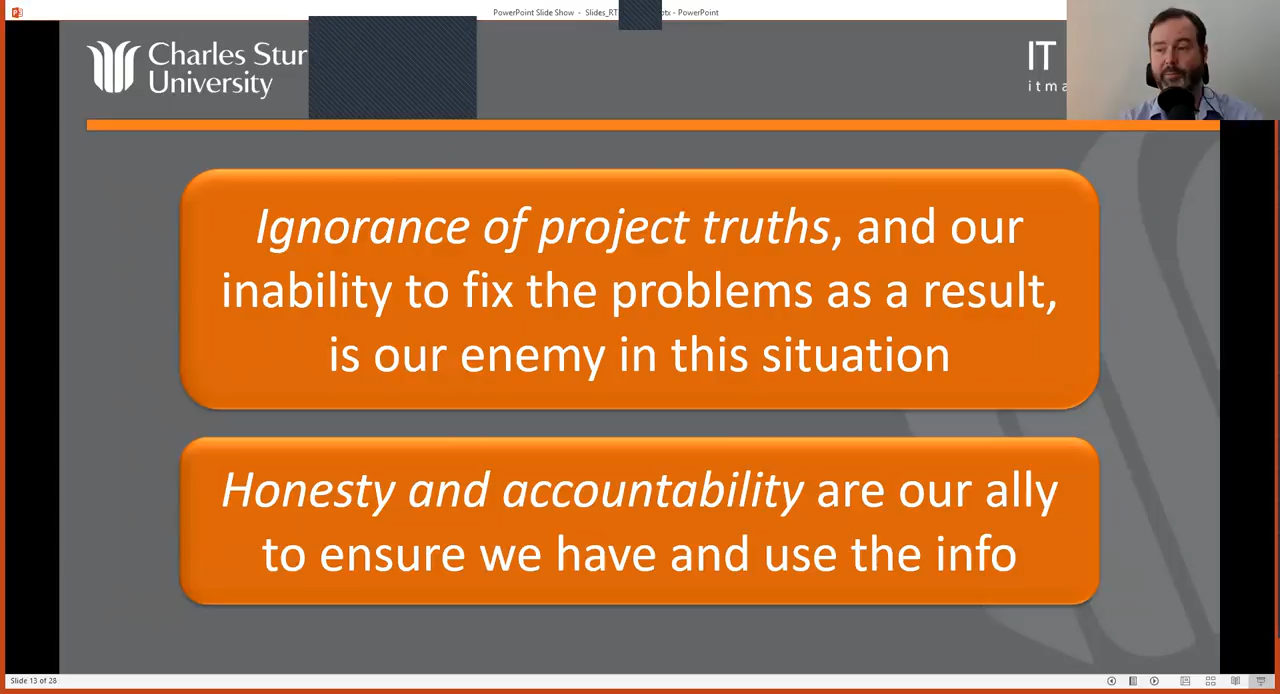 PowerPoint Slide Show - Slides_RT ptx - PowerPoint
Charles Stur
University
IT
itma
Ignorance of project truths, and our
inability to fix the problems as a result,
is our enemy in this situation
Honesty and accountability are our ally
to ensure we have and use the info
Slide 13 of 28